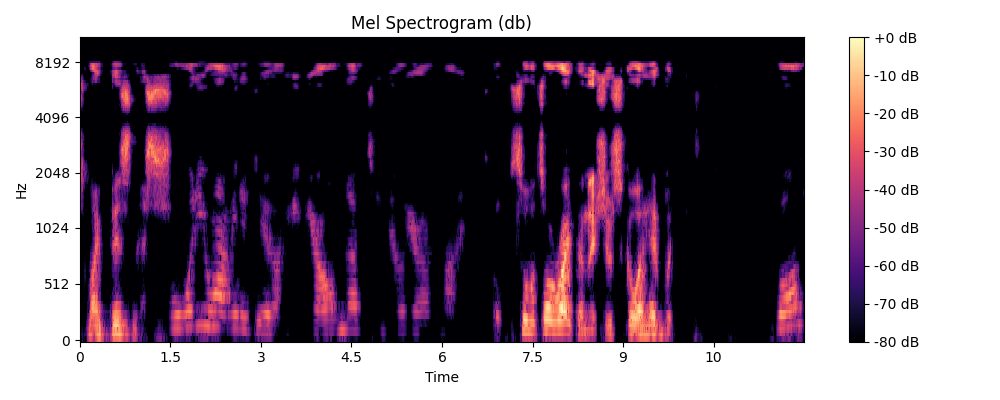 Mel Spectrogram (db)
8192
4096
2048
1024
512
0
Hz
0 1.5 3 4.5 6 7.5 9 10
Time
+0 dB
-10 dB
-20 dB
-30 dB
-40 dB
-50 dB
-60 dB
-70 dB
-80 dB